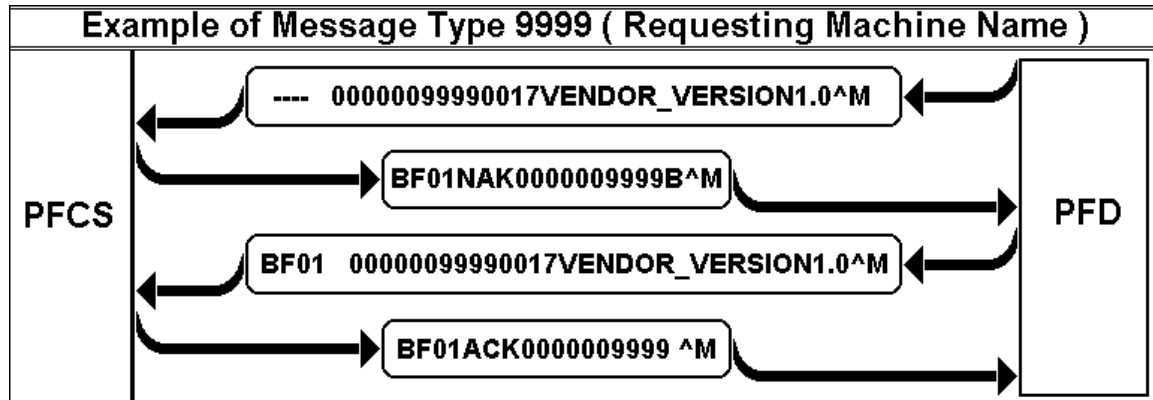 Example of Message Type 9999 ( Requesting Machine Name )
----  00000099990017VENDOR_VERSION1.0^M
BF01NAK0000009999B^M
PFCS
PFD
BF01  00000099990017VENDOR_VERSION1.0^M
BF01ACK0000009999 ^M